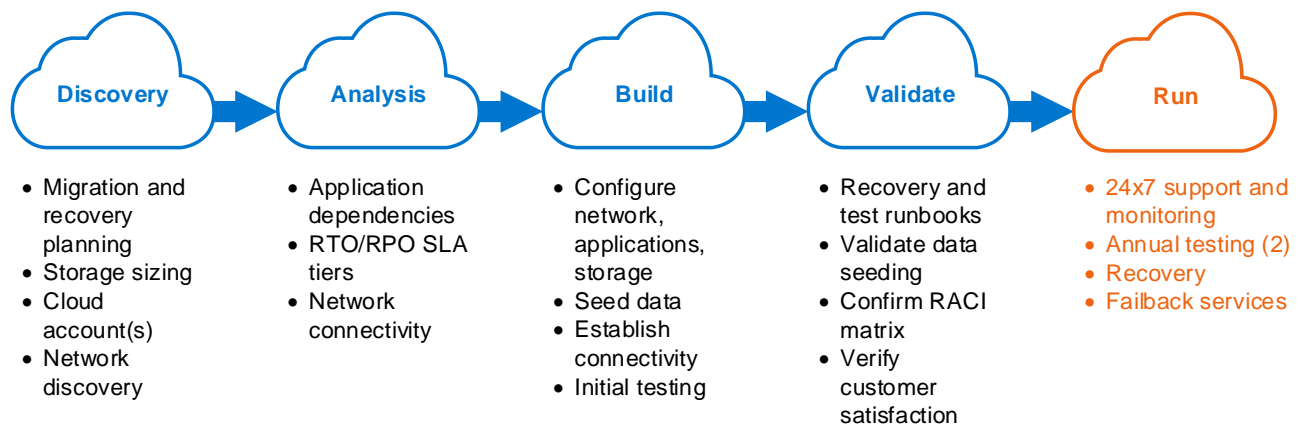 Discovery
Analysis
Build
Validate
Run
• Migration and
recovery
planning
• Storage sizing
• Cloud
account(s)
• Network
discovery
• Application
dependencies
• RTO/RPO SLA
tiers
• Network
connectivity
• Configure
network,
applications,
storage
• Seed data
• Establish
connectivity
• Initial testing
• Recovery and
test runbooks
• Validate data
seeding
• Confirm RACI
matrix
• Verify
customer
satisfaction
• 24x7 support and
monitoring
• Annual testing (2)
• Recovery
• Failback services